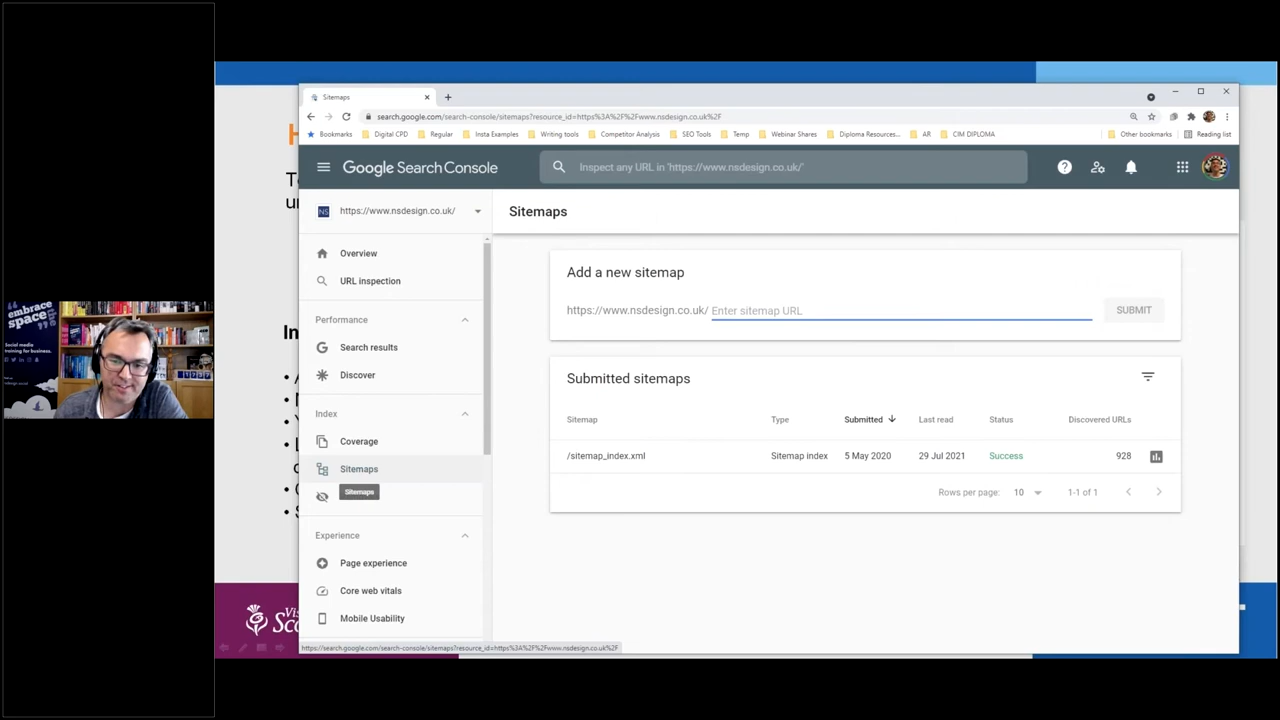 Sitemaps
search.google.com/search-console/sitemaps?resource_id=https%3A%2F%2Fwww.nsdesign.co.uk%2F
Bookmarks Digital CPD Regular Insta Examples Writing tools Competitor Analysis SEO Tools Temp Webinar Shares Diploma Resources... AR CIM DIPLOMA Other bookmarks Reading list
Google Search Console
Inspect any URL in 'https://www.nsdesign.co.uk/'
NS https://www.nsdesign.co.uk/
Overview
URL inspection
Performance
Search results
Discover
Index
Coverage
Sitemaps
Sitemaps
Experience
Page experience
Core web vitals
Mobile Usability
https://search.google.com/search-console/sitemaps?resource_id=https%3A%2F%2Fwww.nsdesign.co.uk%2F
Sitemaps
Add a new sitemap
https://www.nsdesign.co.uk/ Enter sitemap URL SUBMIT
Submitted sitemaps
Sitemap Type Submitted Last read Status Discovered URLs
/sitemap_index.xml Sitemap index 5 May 2020 29 Jul 2021 Success 928
Rows per page: 10 1-1 of 1
embrace
the
space
Social media
training for business.